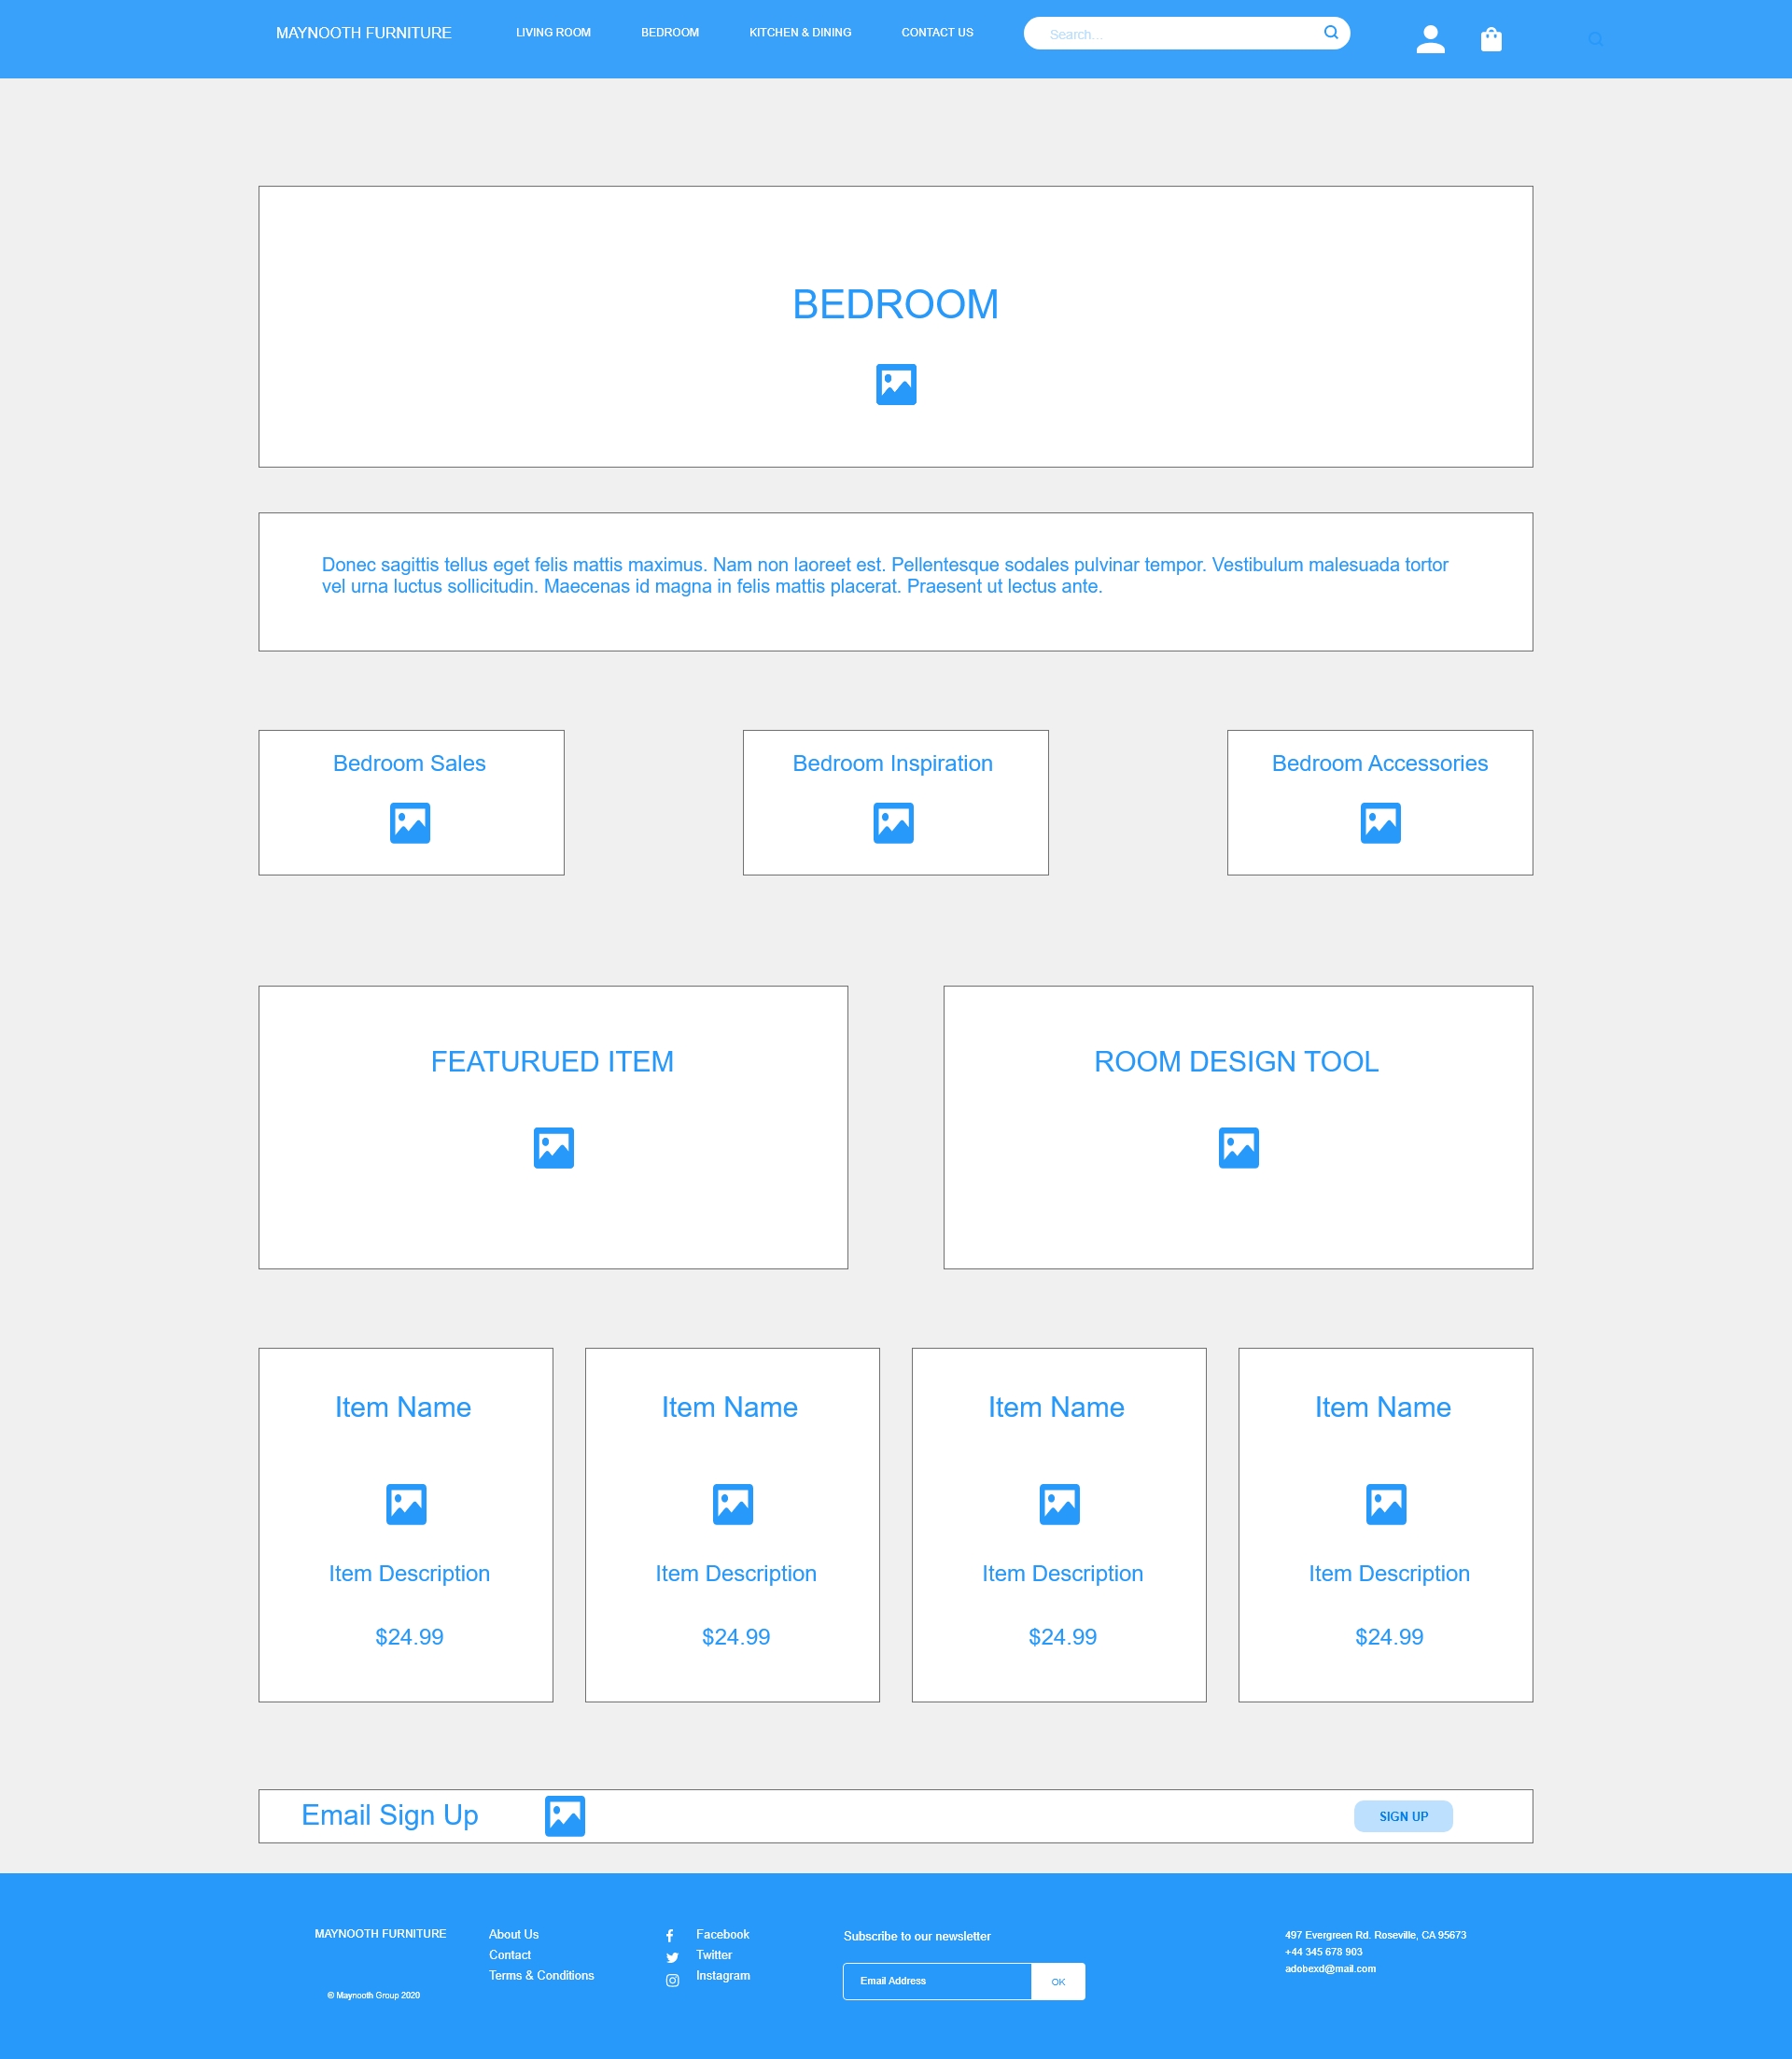 MAYNOOTH FURNITURE
LIVING ROOM
BEDROOM
KITCHEN & DINING
CONTACT US
Search...
BEDROOM
Donec sagittis tellus eget felis mattis maximus. Nam non laoreet est. Pellentesque sodales pulvinar tempor. Vestibulum malesuada tortor
vel urna luctus sollicitudin. Maecenas id magna in felis mattis placerat. Praesent ut lectus ante.
Bedroom Sales
Bedroom Inspiration
Bedroom Accessories
FEATURUED ITEM
ROOM DESIGN TOOL
Item Name
Item Description
$24.99
Item Name
Item Description
$24.99
Item Name
Item Description
$24.99
Item Name
Item Description
$24.99
Email Sign Up
SIGN UP
MAYNOOTH FURNITURE
© Maynooth Group 2020
About Us
Contact
Terms & Conditions
Facebook
Twitter
Instagram
Subscribe to our newsletter
Email Address
OK
497 Evergreen Rd. Roseville, CA 95673
+44 345 678 903
adobexd@mail.com